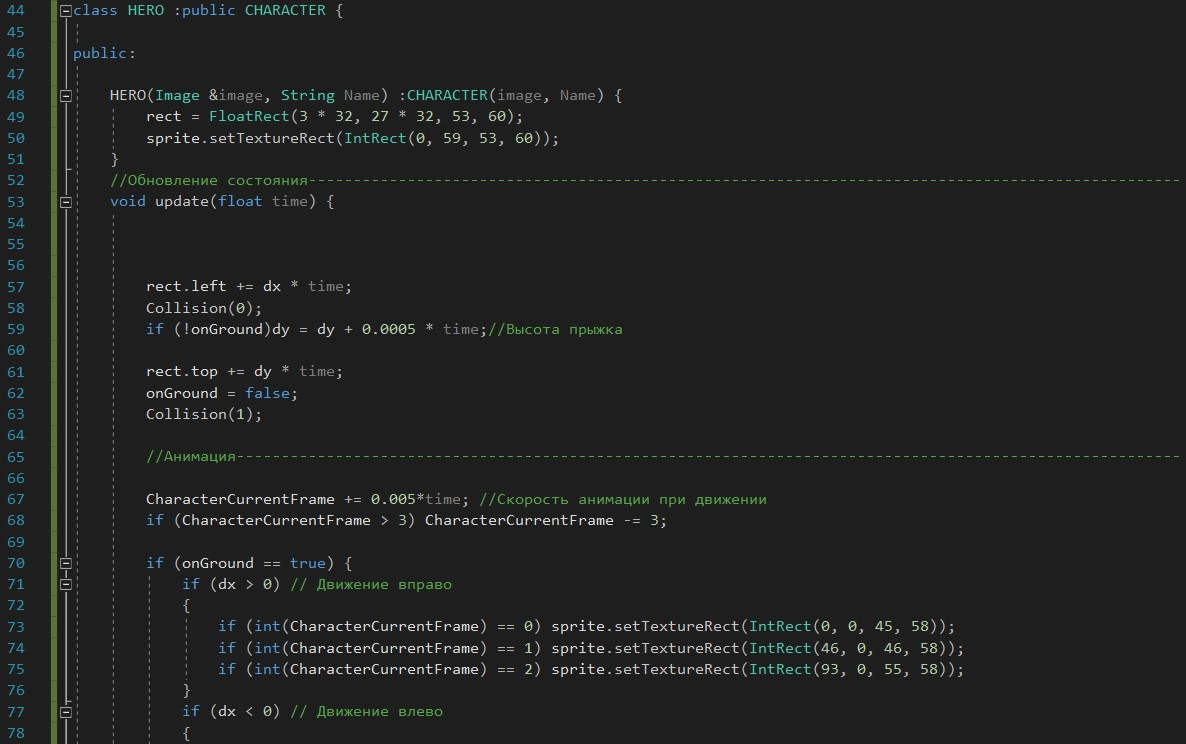 44 class HERO :public CHARACTER {
45
46 public:
47
48 HERO(Image &image, String Name) :CHARACTER(image, Name) {
49 rect = FloatRect(3 * 32, 27 * 32, 53, 60);
50 sprite.setTextureRect(IntRect(0, 59, 53, 60));
51 }
52 //Обновление состояния-------------------------------------------------------------------------------------------------
53 void update(float time) {
54
55
56
57 rect.left += dx * time;
58 Collision(0);
59 if (!onGround)dy = dy + 0.0005 * time;//Высота прыжка
60
61 rect.top += dy * time;
62 onGround = false;
63 Collision(1);
64
65 //Анимация---------------------------------------------------------------------------------------------------------
66
67 CharacterCurrentFrame += 0.005*time; //Скорость анимации при движении
68 if (CharacterCurrentFrame > 3) CharacterCurrentFrame -= 3;
69
70 if (onGround == true) {
71 if (dx > 0) // Движение вправо
72 {
73 if (int(CharacterCurrentFrame) == 0) sprite.setTextureRect(IntRect(0, 0, 45, 58));
74 if (int(CharacterCurrentFrame) == 1) sprite.setTextureRect(IntRect(46, 0, 46, 58));
75 if (int(CharacterCurrentFrame) == 2) sprite.setTextureRect(IntRect(93, 0, 55, 58));
76 }
77 if (dx < 0) // Движение влево
78 {